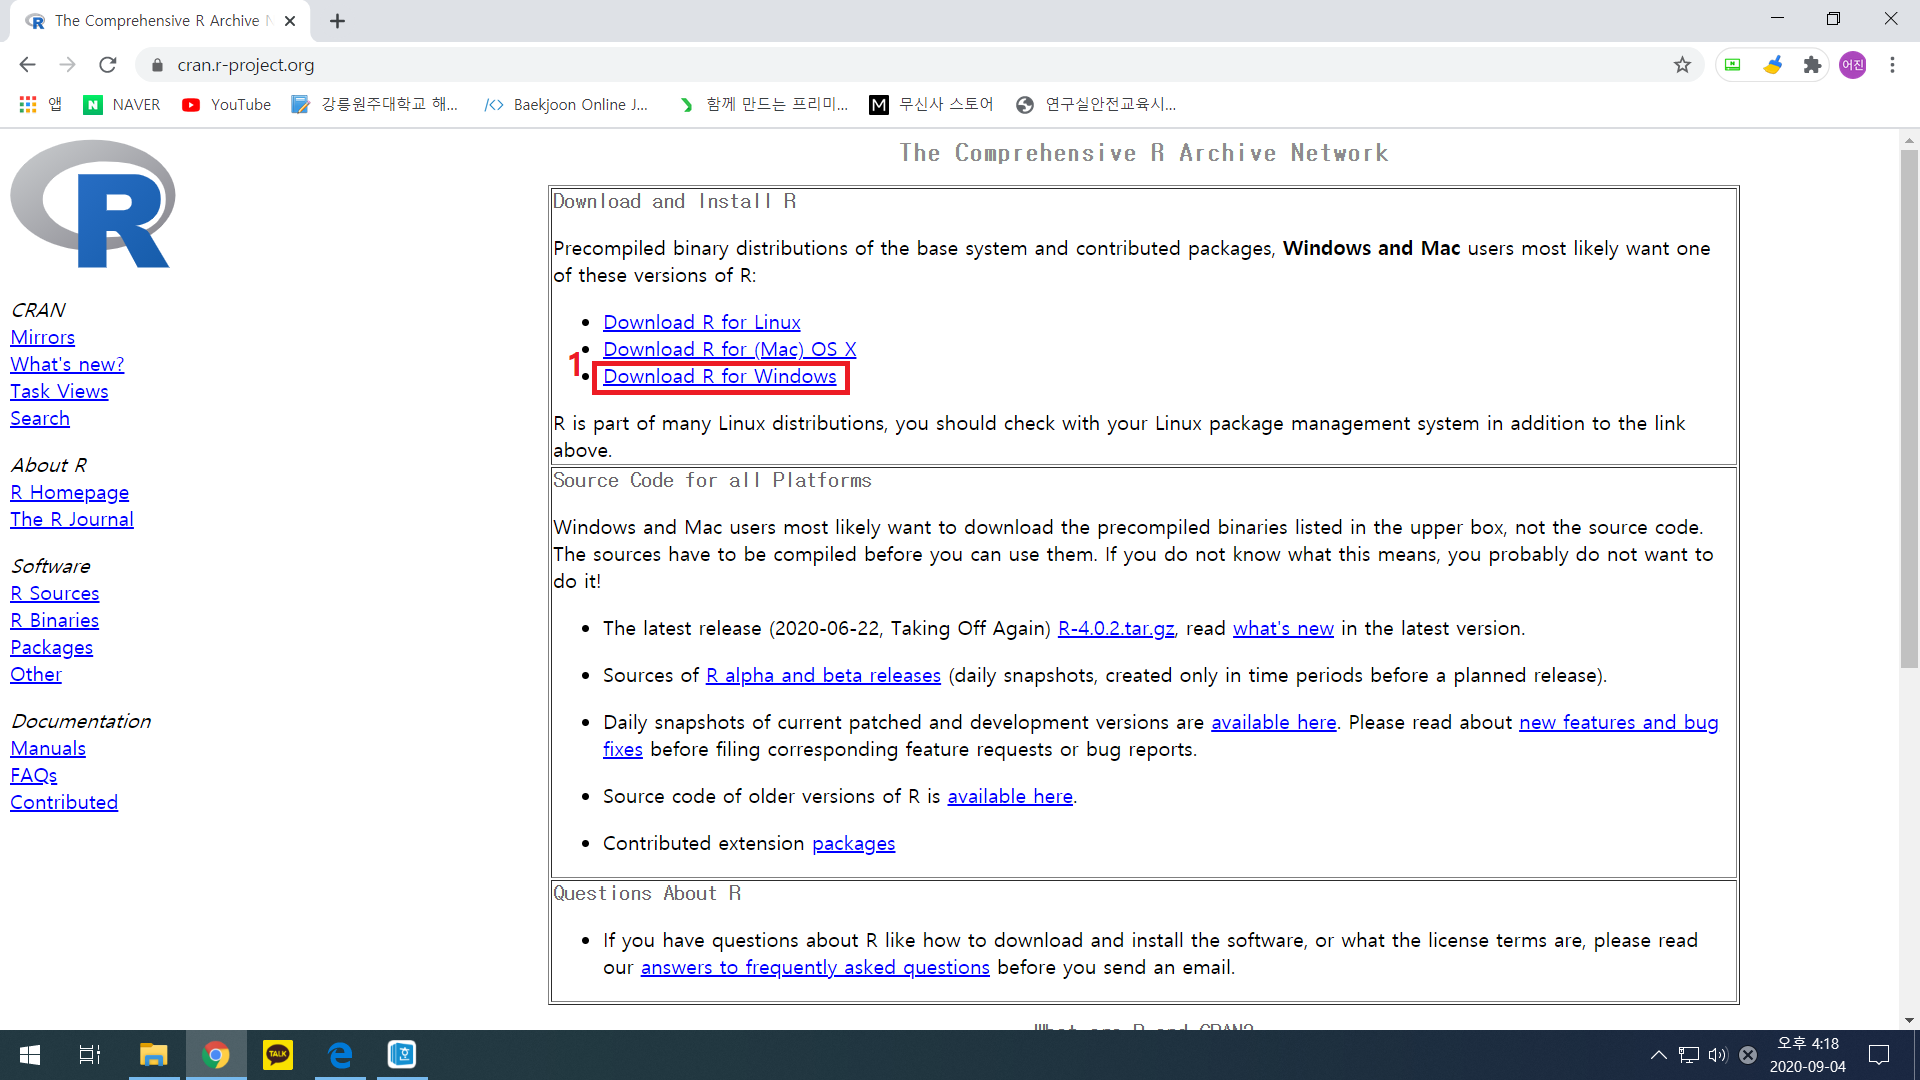 The Comprehensive R Archive N
cran.r-project.org
어진
앱
NAVER
YouTube
강릉원주대학교 해...
Baekjoon Online J...
함께 만드는 프리미...
M
무신사 스토어
연구실안전교육시...
R
CRAN
Mirrors
What's new?
Task Views
Search
About R
R Homepage
The R Journal
Software
R Sources
R Binaries
Packages
Other
Documentation
Manuals
FAQs
Contributed
The Comprehensive R Archive Network
Download and Install R
Precompiled binary distributions of the base system and contributed packages, Windows and Mac users most likely want one
of these versions of R:
Download R for Linux
Download R for (Mac) OS X
1
Download R for Windows
R is part of many Linux distributions, you should check with your Linux package management system in addition to the link
above.
Source Code for all Platforms
Windows and Mac users most likely want to download the precompiled binaries listed in the upper box, not the source code.
The sources have to be compiled before you can use them. If you do not know what this means, you probably do not want to
do it!
The latest release (2020-06-22, Taking Off Again) R-4.0.2.tar.gz, read what's new in the latest version.
Sources of R alpha and beta releases (daily snapshots, created only in time periods before a planned release).
Daily snapshots of current patched and development versions are available here. Please read about new features and bug
fixes before filing corresponding feature requests or bug reports.
Source code of older versions of R is available here.
Contributed extension packages
Questions About R
If you have questions about R like how to download and install the software, or what the license terms are, please read
our answers to frequently asked questions before you send an email.
What are R and CRAN?
TALK
오후 4:18
2020-09-04